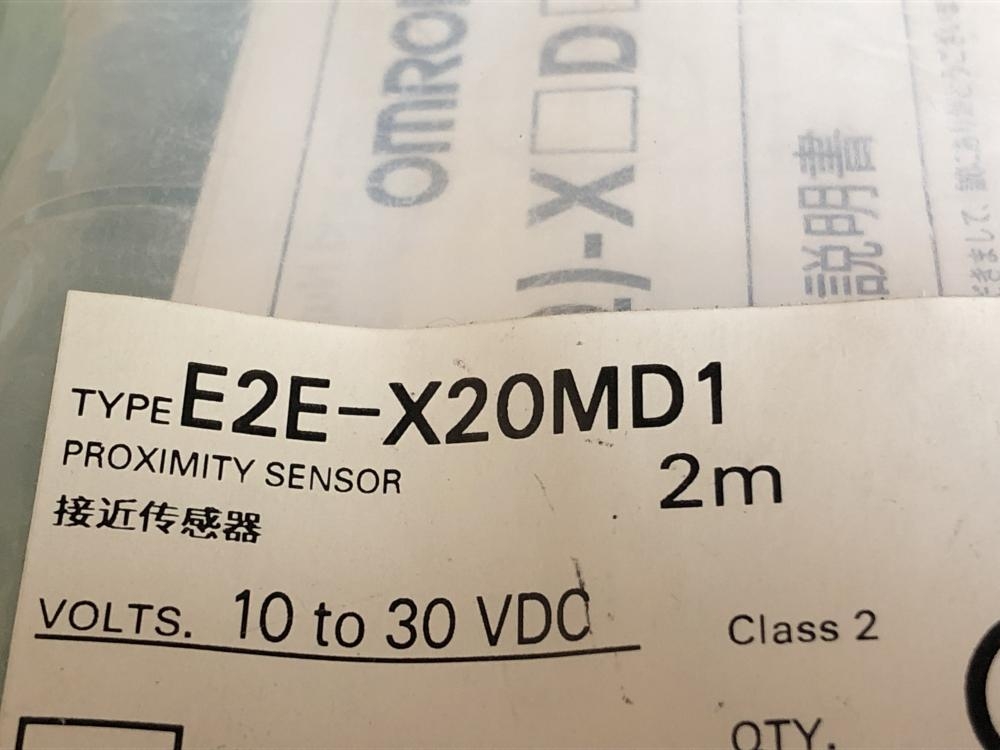 OMRON
)-X□D□
説明書
TYPE E2E-X20MD1
PROXIMITY SENSOR
2m
接近传感器
VOLTS. 10 to 30 VDC
Class 2
QTY.